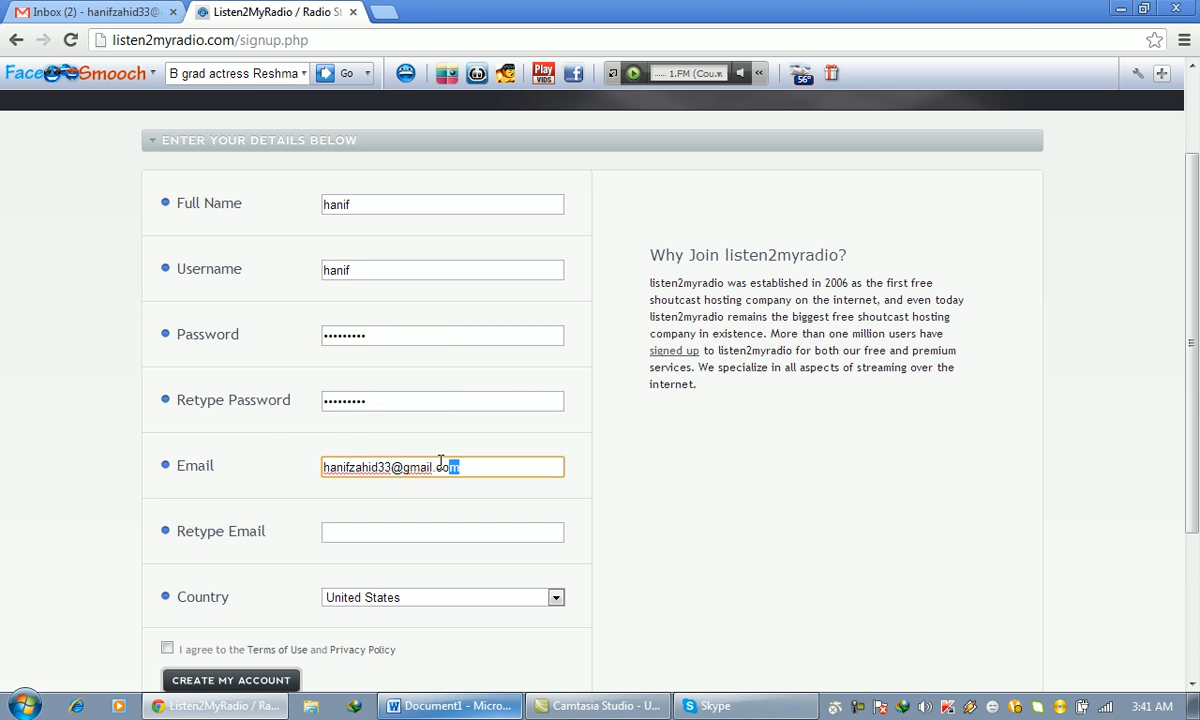 Inbox (2) - hanifzahid33@
Listen2MyRadio / Radio St
listen2myradio.com/signup.php
FaceSmooch
B grad actress Reshma
Go
Play VIDS
..... 1.FM (Cou.
56°
ENTER YOUR DETAILS BELOW
Full Name
hanif
Username
hanif
Password
•••••••••
Retype Password
•••••••••
Email
hanifzahid33@gmail.com
Retype Email
Country
United States
I agree to the Terms of Use and Privacy Policy
CREATE MY ACCOUNT
Why Join listen2myradio?
listen2myradio was established in 2006 as the first free
shoutcast hosting company on the internet, and even today
listen2myradio remains the biggest free shoutcast hosting
company in existence. More than one million users have
signed up to listen2myradio for both our free and premium
services. We specialize in all aspects of streaming over the
internet.
Listen2MyRadio / Ra...
Document1 - Micro...
Camtasia Studio - U...
Skype
3:41 AM